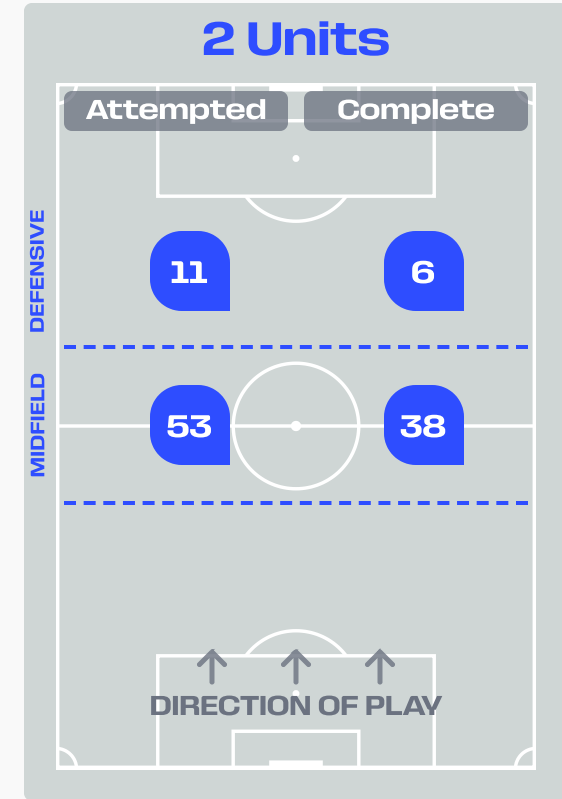 2 Units
Attempted Complete
DEFENSIVE
11 6
MIDFIELD
53 38
DIRECTION OF PLAY